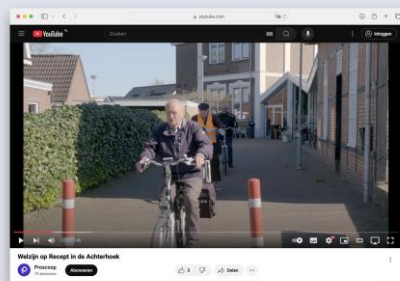 youtube.com
YouTube
Zoeken
Inloggen
Welzijn op Recept in de Achterhoek
Proscoop
Abonneren
3
Delen